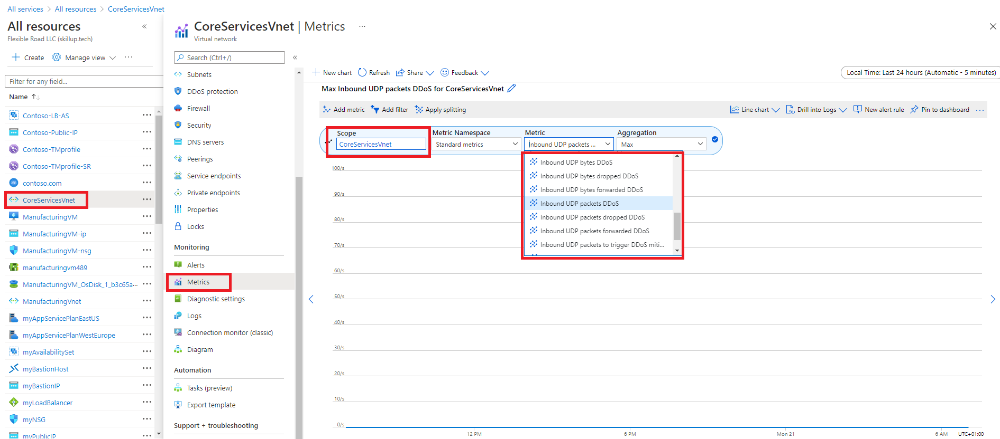 All services > All resources > CoreServicesVnet
All resources
«
Flexible Road LLC (skillup.tech)
Create
Manage view
···
Filter for any field...
Name ↑↓
Contoso-LB-AS ···
Contoso-Public-IP ···
Contoso-TMprofile ···
Contoso-TMprofile-SR ···
contoso.com ···
CoreServicesVnet ···
ManufacturingVM ···
ManufacturingVM-ip ···
ManufacturingVM-nsg ···
manufacturingvm489 ···
ManufacturingVM_OsDisk_1_b3c65a... ···
ManufacturingVnet ···
myAppServicePlanEastUS ···
myAppServicePlanWestEurope ···
myAvailabilitySet ···
myBastionHost ···
myBastionIP ···
myLoadBalancer ···
myNSG ···
myPublicIP ···
CoreServicesVnet | Metrics ···
Virtual network
Search (Ctrl+/)
«
Subnets
DDoS protection
Firewall
Security
DNS servers
Peerings
Service endpoints
Private endpoints
Properties
Locks
Monitoring
Alerts
Metrics
Diagnostic settings
Logs
Connection monitor (classic)
Diagram
Automation
Tasks (preview)
Export template
Support + troubleshooting
New chart
Refresh
Share
Feedback
Local Time: Last 24 hours (Automatic - 5 minutes)
Max Inbound UDP packets DDoS for CoreServicesVnet
Add metric
Add filter
Apply splitting
Line chart
Drill into Logs
New alert rule
Pin to dashboard
···
Scope
CoreServicesVnet
Metric Namespace
Standard metrics
Metric
Inbound UDP packets ...
Aggregation
Max
Inbound UDP bytes DDoS
Inbound UDP bytes dropped DDoS
Inbound UDP bytes forwarded DDoS
Inbound UDP packets DDoS
Inbound UDP packets dropped DDoS
Inbound UDP packets forwarded DDoS
Inbound UDP packets to trigger DDoS miti...
100/s
90/s
80/s
70/s
60/s
50/s
40/s
30/s
20/s
10/s
0/s
12 PM
6 PM
Mon 21
6 AM
UTC+01:00